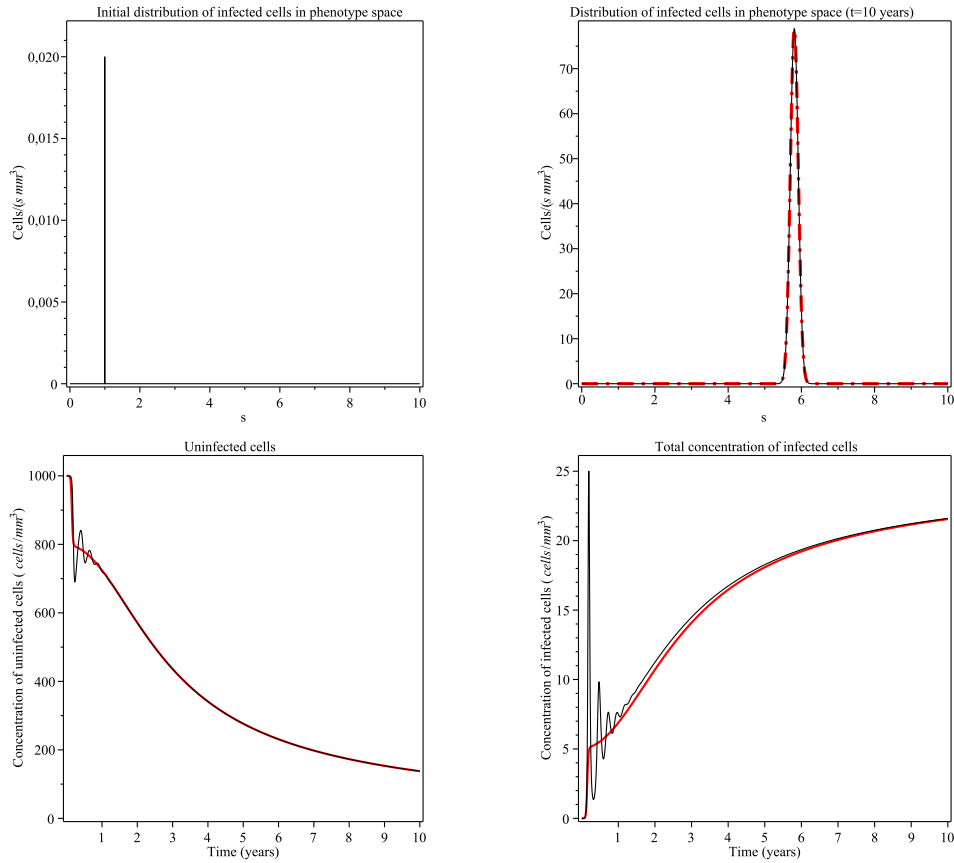 Initial distribution of infected cells in phenotype space
Cells/(s mm³)
0,020
0,015
0,010
0,005
0
0 2 4 6 8 10
s
Distribution of infected cells in phenotype space (t=10 years)
Cells/(s mm³)
70
60
50
40
30
20
10
0
0 2 4 6 8 10
s
Uninfected cells
Concentration of uninfected cells ( cells/mm³)
1000
800
600
400
200
0
1 2 3 4 5 6 7 8 9 10
Time (years)
Total concentration of infected cells
Concentration of infected cells ( cells/mm³)
25
20
15
10
5
0
1 2 3 4 5 6 7 8 9 10
Time (years)